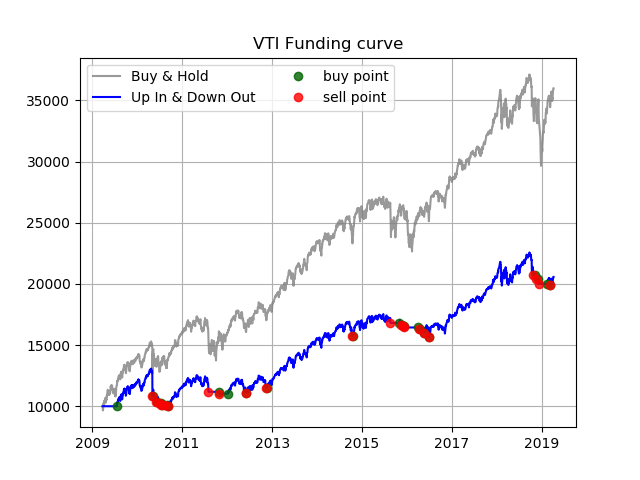 VTI Funding curve
Buy & Hold
Up In & Down Out
buy point
sell point
35000
30000
25000
20000
15000
10000
2009
2011
2013
2015
2017
2019